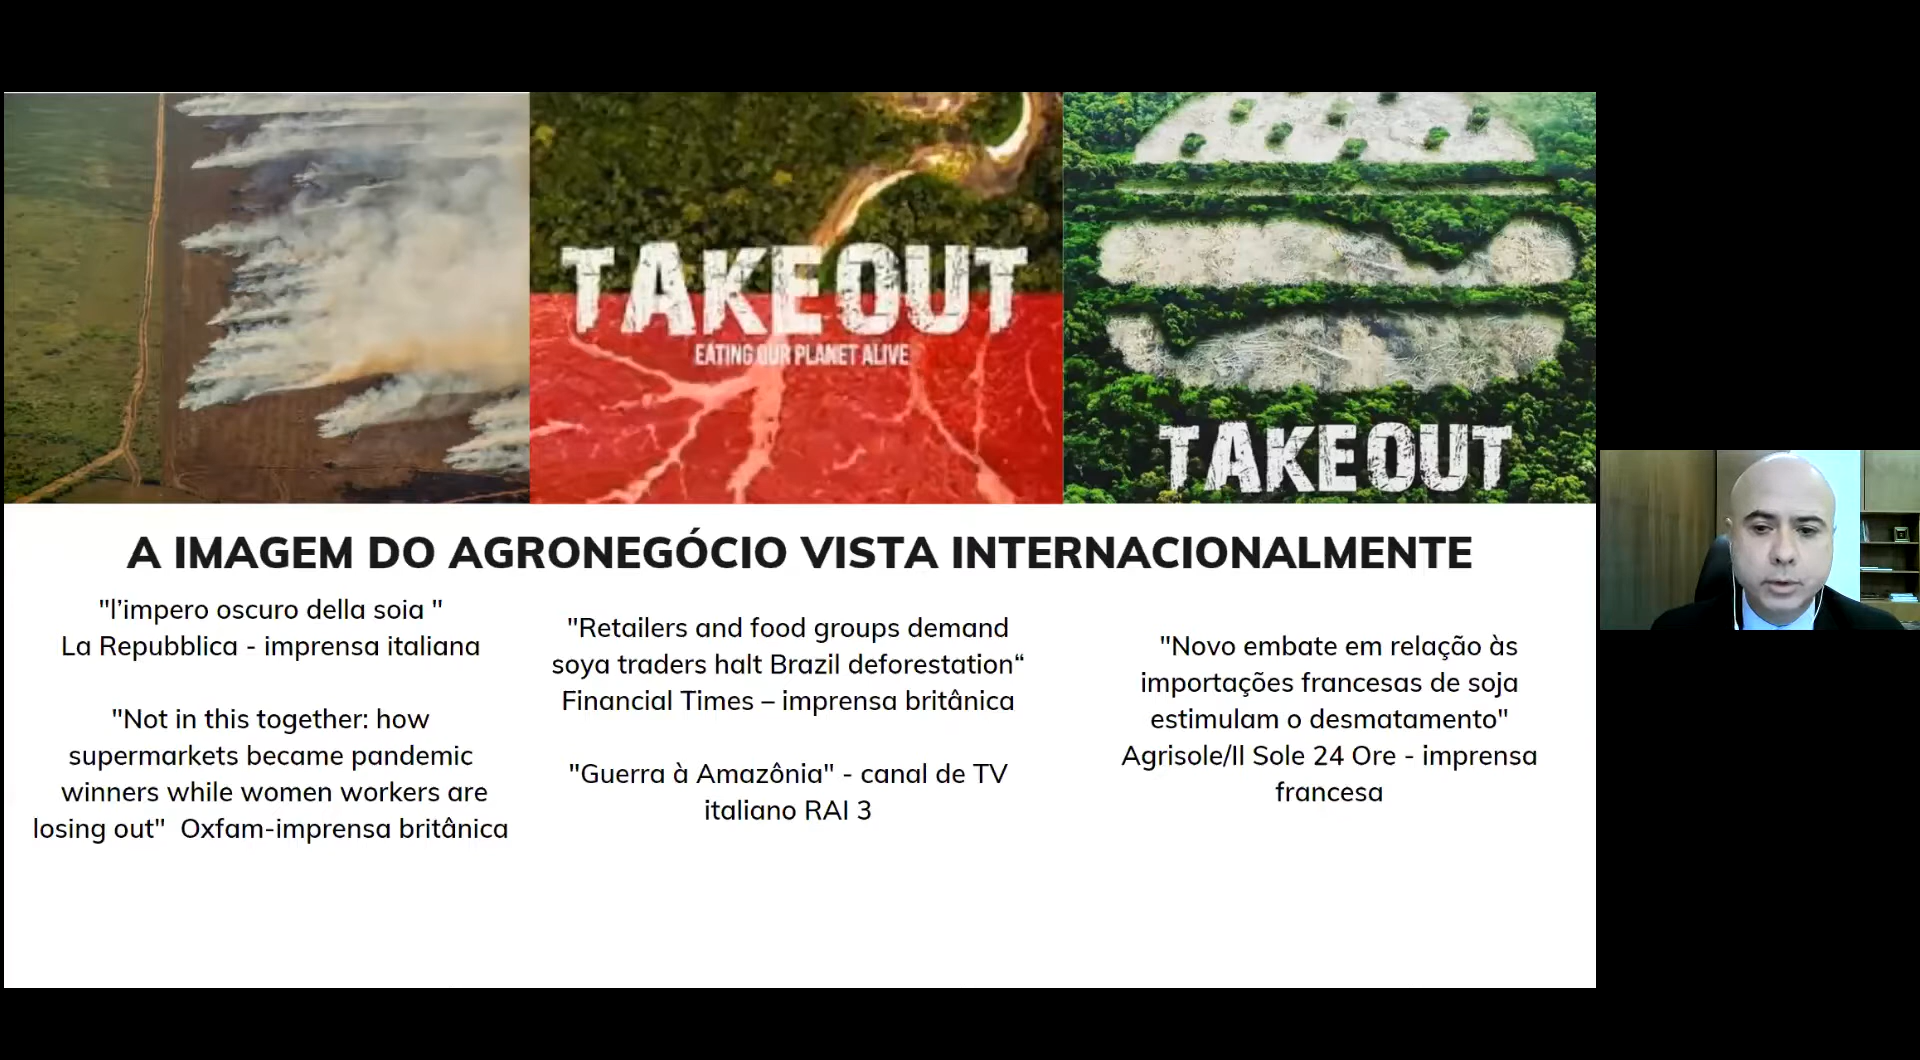 TAKEOUT
EATING OUR PLANET ALIVE
TAKEOUT
A IMAGEM DO AGRONEGÓCIO VISTA INTERNACIONALMENTE
"l’impero oscuro della soia "
La Repubblica - imprensa italiana
"Not in this together: how
supermarkets became pandemic
winners while women workers are
losing out"  Oxfam-imprensa britânica
"Retailers and food groups demand
soya traders halt Brazil deforestation“
Financial Times – imprensa britânica
"Guerra à Amazônia" - canal de TV
italiano RAI 3
"Novo embate em relação às
importações francesas de soja
estimulam o desmatamento"
Agrisole/Il Sole 24 Ore - imprensa
francesa